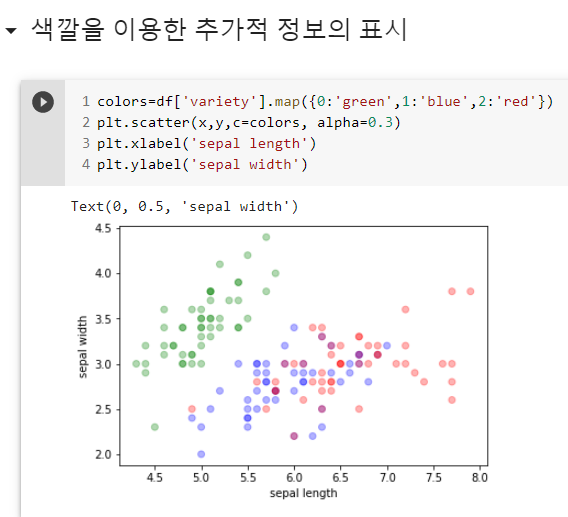 색깔을 이용한 추가적 정보의 표시
1 colors=df['variety'].map({0:'green',1:'blue',2:'red'})
2 plt.scatter(x,y,c=colors, alpha=0.3)
3 plt.xlabel('sepal length')
4 plt.ylabel('sepal width')
Text(0, 0.5, 'sepal width')
4.5
4.0
3.5
3.0
2.5
2.0
sepal width
4.5 5.0 5.5 6.0 6.5 7.0 7.5 8.0
sepal length